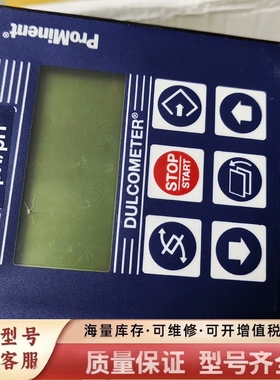 ProMinent®
DULCOMETER®
STOP
START
pH
型号
客服
海量库存·可维修·可开增值税
质量保证 型号齐